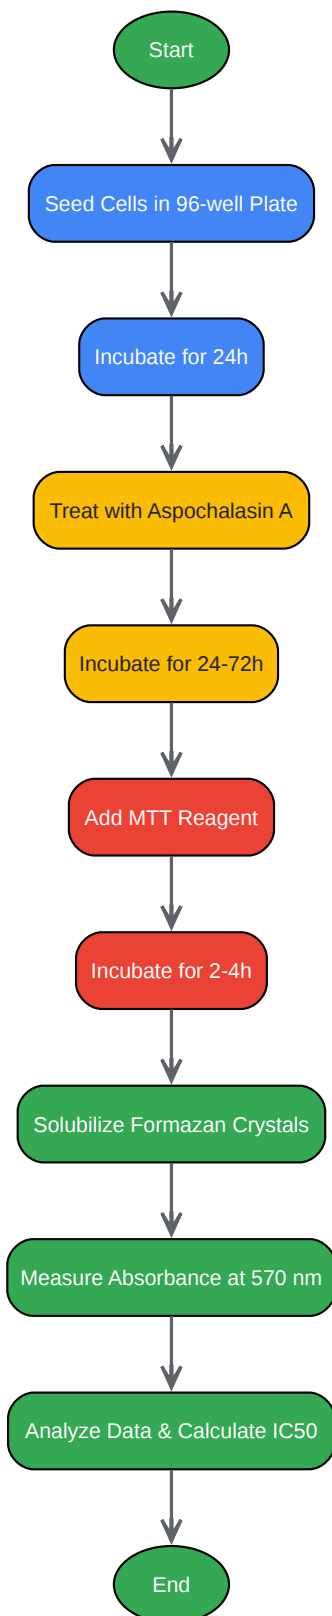 Start
Seed Cells in 96-well Plate
Incubate for 24h
Treat with Aspochalasin A
Incubate for 24-72h
Add MTT Reagent
Incubate for 2-4h
Solubilize Formazan Crystals
Measure Absorbance at 570 nm
Analyze Data & Calculate IC50
End